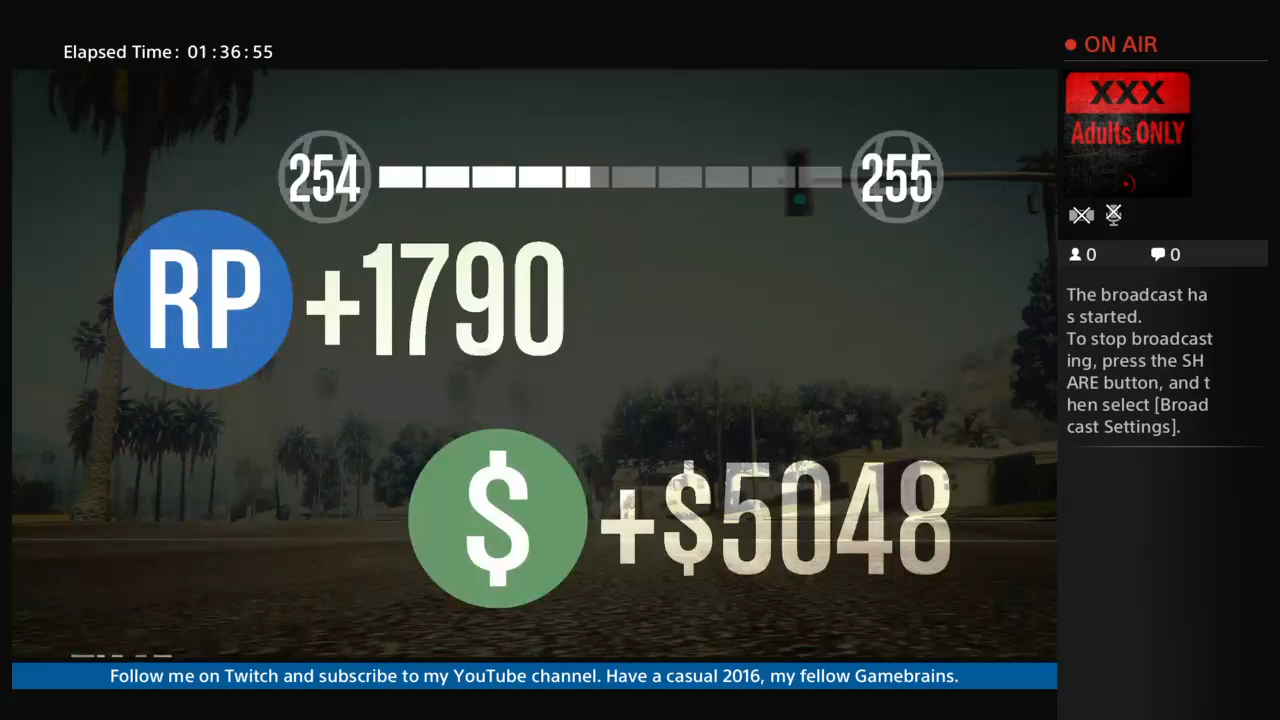 Elapsed Time: 01:36:55
ON AIR
XXX
Adults ONLY
254
255
RP +1790
$ +$5048
0
0
The broadcast ha
s started.
To stop broadcast
ing, press the SH
ARE button, and t
hen select [Broad
cast Settings].
Follow me on Twitch and subscribe to my YouTube channel. Have a casual 2016, my fellow Gamebrains.